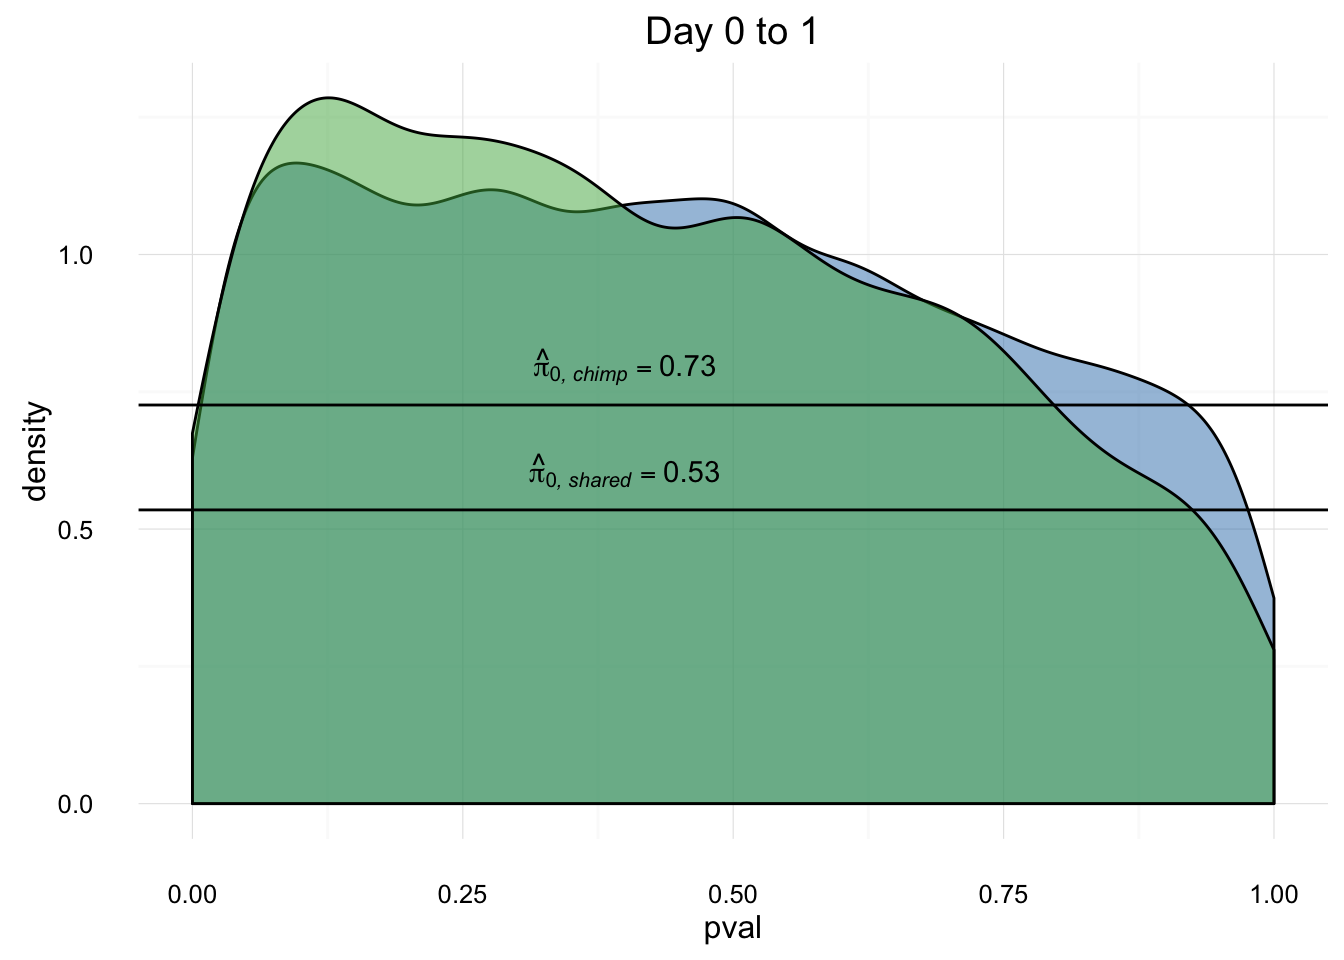 Day 0 to 1
density
1.0
0.5
0.0
π̂0, chimp = 0.73
π̂0, shared = 0.53
0.00 0.25 0.50 0.75 1.00
pval